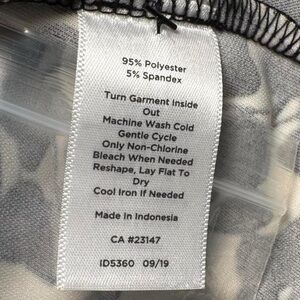 95% Polyester
5% Spandex
Turn Garment Inside
Out
Machine Wash Cold
Gentle Cycle
Only Non-Chlorine
Bleach When Needed
Reshape, Lay Flat To
Dry
Cool Iron If Needed
Made In Indonesia
CA #23147
ID5360 09/19